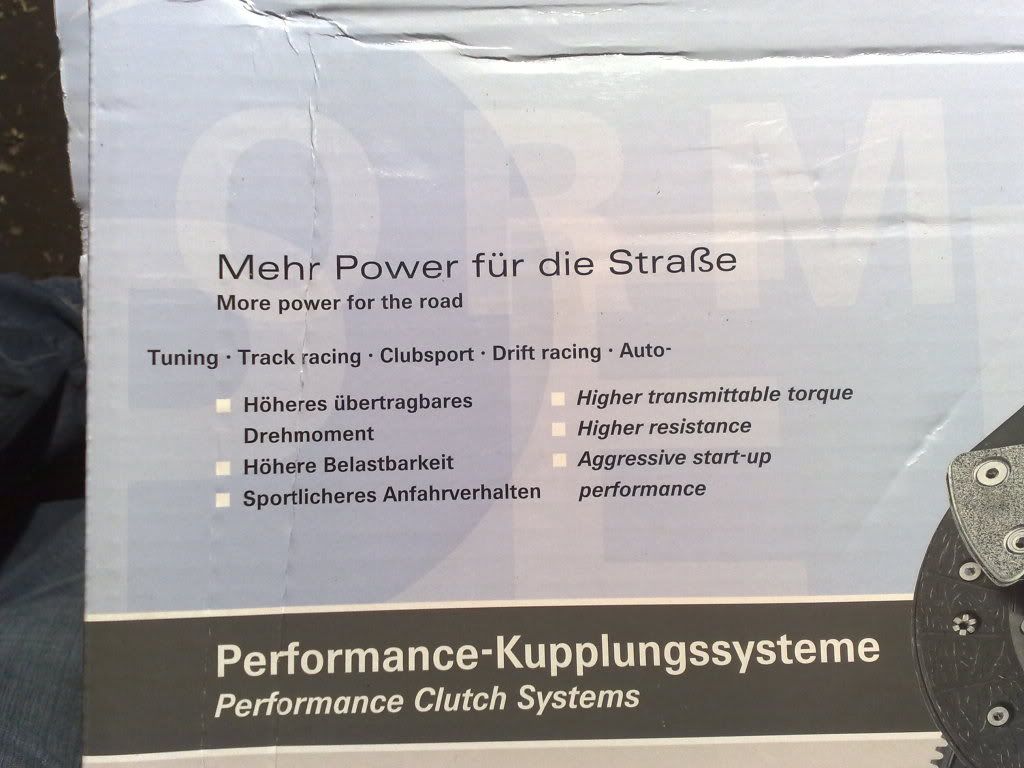 ORM
Mehr Power für die Straße
More power for the road
Tuning · Track racing · Clubsport · Drift racing · Auto-
Höheres übertragbares
Drehmoment
Höhere Belastbarkeit
Sportlicheres Anfahrverhalten
Higher transmittable torque
Higher resistance
Aggressive start-up
performance
Performance-Kupplungssysteme
Performance Clutch Systems